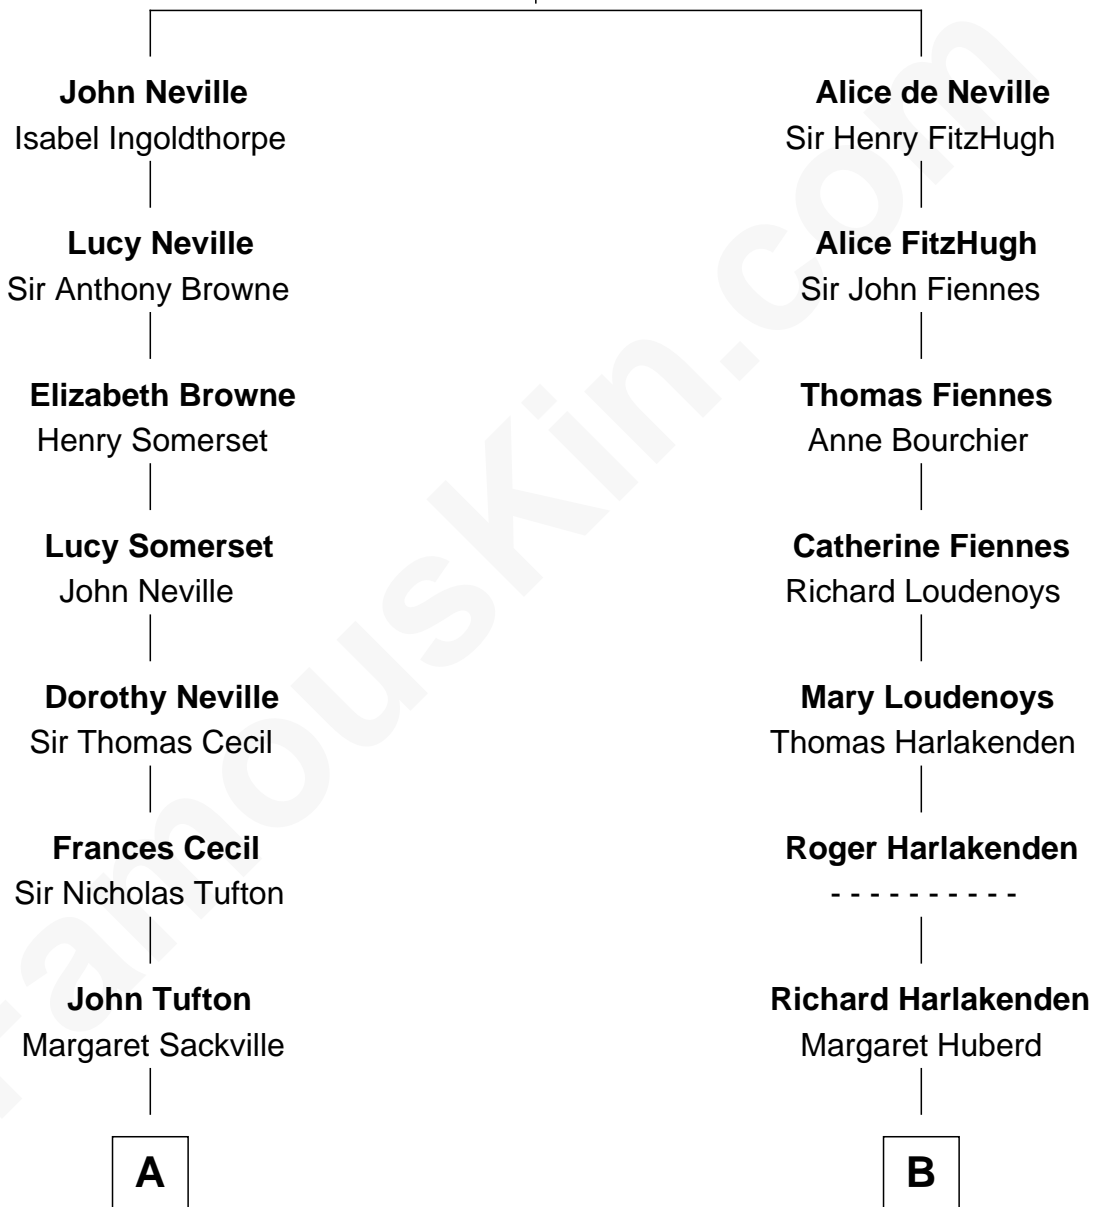 John Neville
Isabel Ingoldthorpe
Lucy Neville
Sir Anthony Browne
Elizabeth Browne
Henry Somerset
Lucy Somerset
John Neville
Dorothy Neville
Sir Thomas Cecil
Frances Cecil
Sir Nicholas Tufton
John Tufton
Margaret Sackville
A
Alice de Neville
Sir Henry FitzHugh
Alice FitzHugh
Sir John Fiennes
Thomas Fiennes
Anne Bourchier
Catherine Fiennes
Richard Loudenoys
Mary Loudenoys
Thomas Harlakenden
Roger Harlakenden
- - - - - - - - - -
Richard Harlakenden
Margaret Huberd
B
FamousKin.com